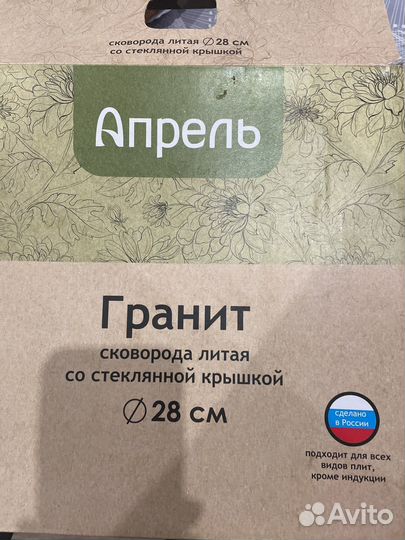 сковорода литая ⌀ 28 см
со стеклянной крышкой
Апрель
Гранит
сковорода литая
со стеклянной крышкой
⌀ 28 см
сделано
в России
подходит для всех
видов плит,
кроме индукции
Avito